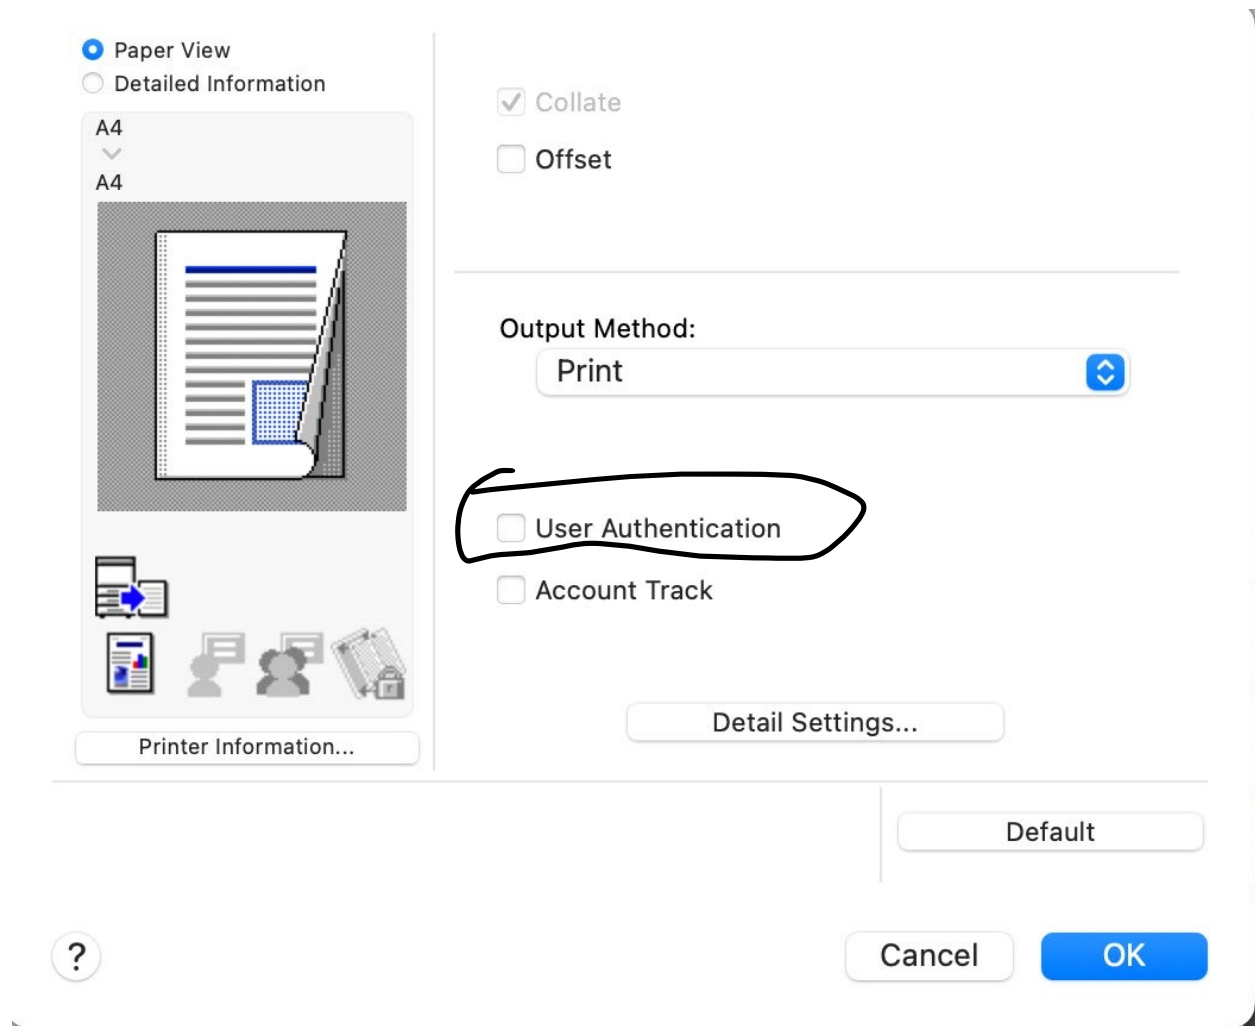 Paper View
Detailed Information
A4
A4
Printer Information...
Collate
Offset
Output Method:
Print
User Authentication
Account Track
Detail Settings...
Default
?
Cancel
OK